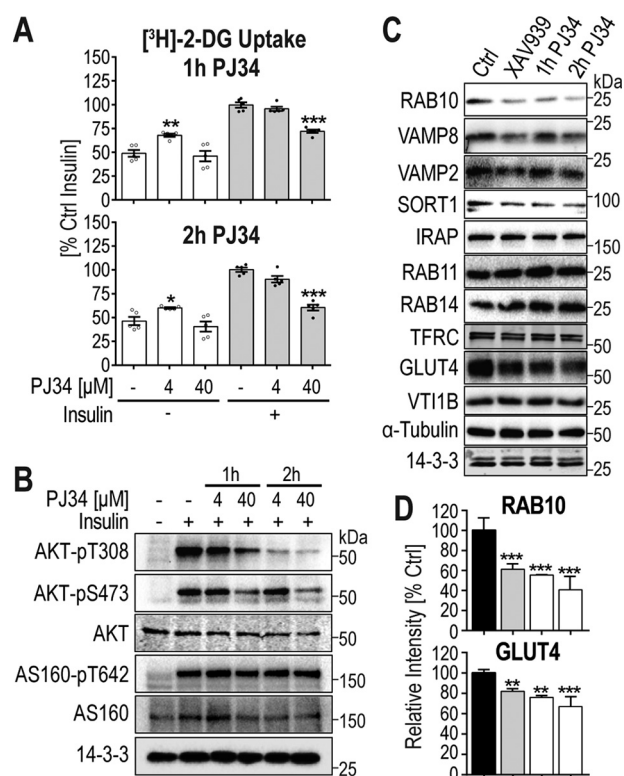 A
[³H]-2-DG Uptake
1h PJ34
[% Ctrl Insulin]
150
125
100
75
50
25
0
**
***
2h PJ34
150
125
100
75
50
25
0
*
***
PJ34 [µM] - 4 40 - 4 40
Insulin - +
B
1h 2h
PJ34 [µM] - - 4 40 4 40
Insulin - + + + + +
kDa
AKT-pT308 50
AKT-pS473 50
AKT 50
AS160-pT642 150
AS160 150
14-3-3 25
C
Ctrl XAV939 1h PJ34 2h PJ34
kDa
RAB10 25
VAMP8 25
VAMP2
SORT1 100
IRAP 150
RAB11 25
RAB14 25
TFRC 50
GLUT4 50
VTI1B 25
α-Tubulin 50
14-3-3 25
D
Relative Intensity [% Ctrl]
RAB10
120
100
80
60
40
20
0
*** *** ***
GLUT4
120
100
80
60
40
20
0
** ** ***